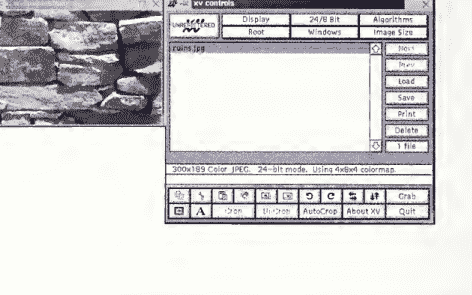 xv controls
UNREGISTERED
Display 24/8 Bit Algorithms
Root Windows Image Size
ruins.jpg
Next
Prev
Load
Save
Print
Delete
1 file
300x189 Color JPEG. 24-bit mode. Using 4x8x4 colormap.
Grab
A Crop UnCrop AutoCrop About XV Quit